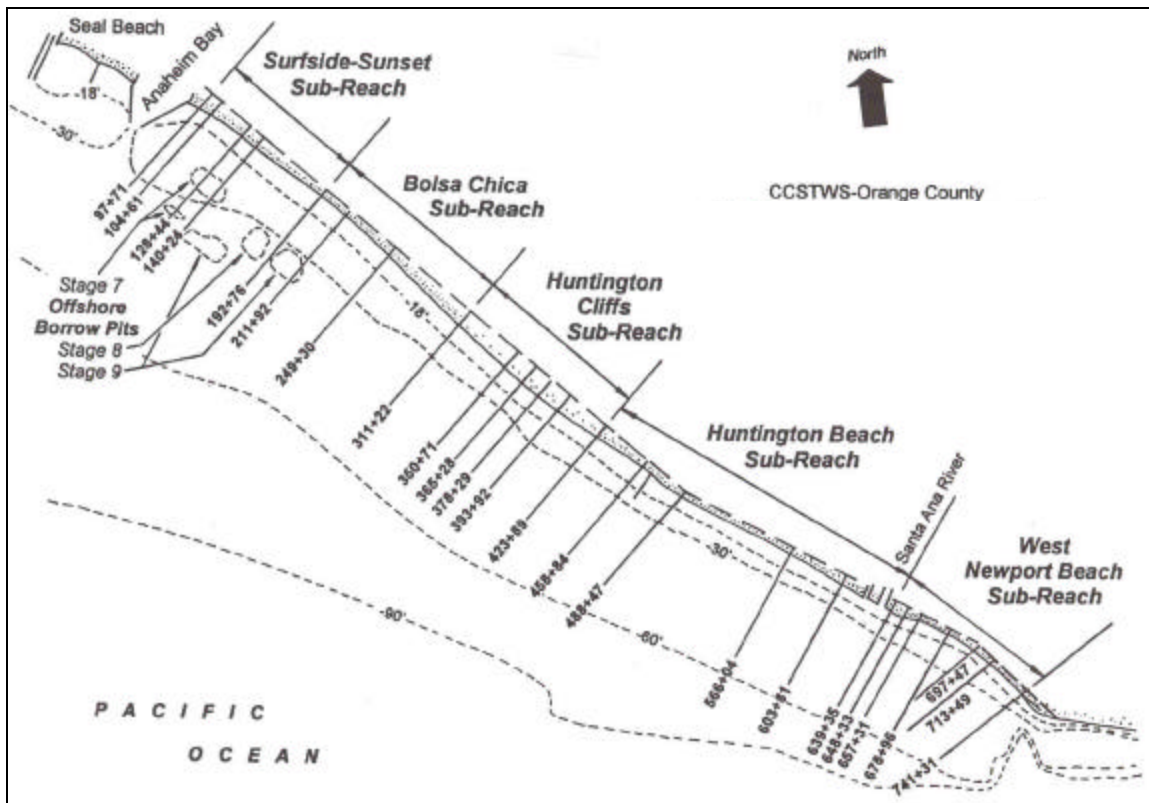 Seal Beach
Anaheim Bay
-18'
-30'
Surfside-Sunset
Sub-Reach
North
CCSTWS-Orange County
Bolsa Chica
Sub-Reach
Huntington
Cliffs
Sub-Reach
Huntington Beach
Sub-Reach
Santa Ana River
West
Newport Beach
Sub-Reach
97+71
104+61
128+44
140+24
Stage 7
Offshore
Borrow Pits
Stage 8
Stage 9
192+76
211+92
249+30
-18'
311+22
350+71
365+28
378+29
393+92
423+89
458+84
488+47
-30'
-60'
-90'
566+04
603+81
639+35
648+33
657+31
678+96
697+47
713+49
741+31
PACIFIC
OCEAN